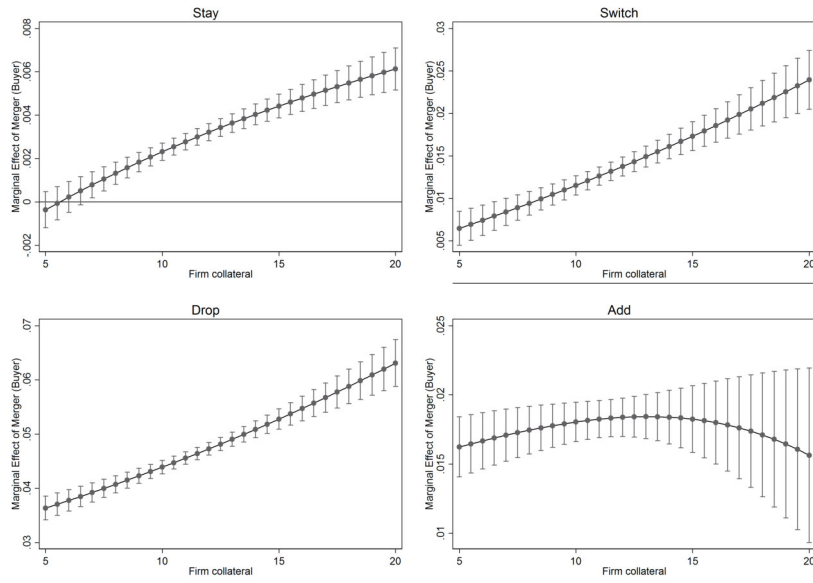 Stay
Marginal Effect of Merger (Buyer)
.008
.006
.004
.002
0
-.002
5 10 15 20
Firm collateral
Switch
Marginal Effect of Merger (Buyer)
.03
.025
.02
.015
.01
.005
5 10 15 20
Firm collateral
Drop
Marginal Effect of Merger (Buyer)
.07
.06
.05
.04
.03
5 10 15 20
Firm collateral
Add
Marginal Effect of Merger (Buyer)
.025
.02
.015
.01
5 10 15 20
Firm collateral